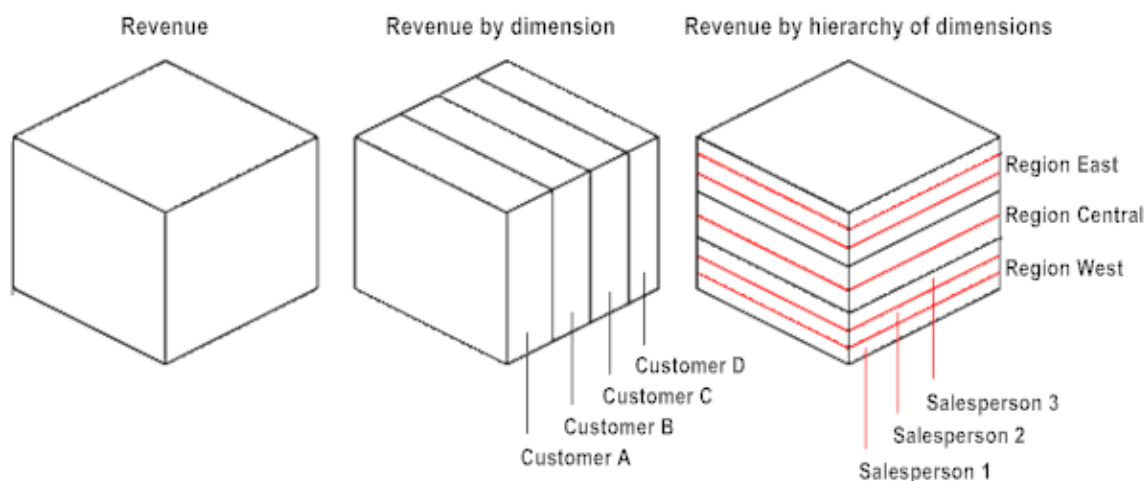 Revenue
Revenue by dimension
Revenue by hierarchy of dimensions
Region East
Region Central
Region West
Customer D
Customer C
Customer B
Customer A
Salesperson 3
Salesperson 2
Salesperson 1